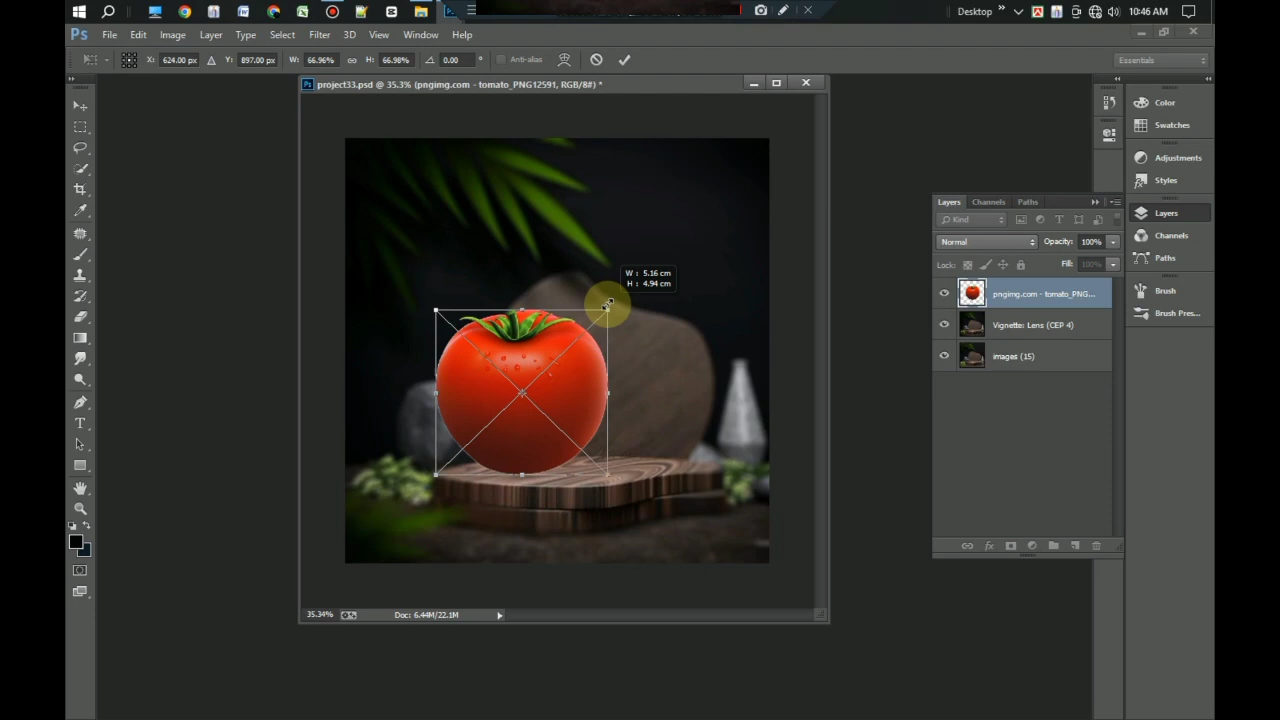 Desktop
10:46 AM
Ps File Edit Image Layer Type Select Filter 3D View Window Help
X: 624.00 px Y: 897.00 px W: 66.96% H: 66.98% 0.00 ° Anti-alias Essentials
project33.psd @ 35.3% (pngimg.com - tomato_PNG12591, RGB/8#) *
W : 5.16 cm
H : 4.94 cm
35.34% Doc: 6.44M/22.1M
Layers Channels Paths
Kind
Normal Opacity: 100%
Lock: Fill: 100%
pngimg.com - tomato_PNG...
Vignette: Lens (CEP 4)
images (15)
fx
Color
Swatches
Adjustments
Styles
Layers
Channels
Paths
Brush
Brush Pres...